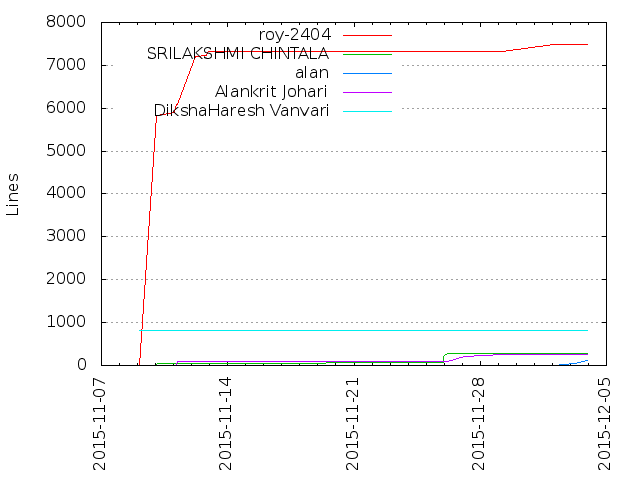 8000
7000
6000
5000
4000
3000
2000
1000
0
Lines
roy-2404
SRILAKSHMI CHINTALA
alan
Alankrit Johari
DikshaHaresh Vanvari
2015-11-07
2015-11-14
2015-11-21
2015-11-28
2015-12-05